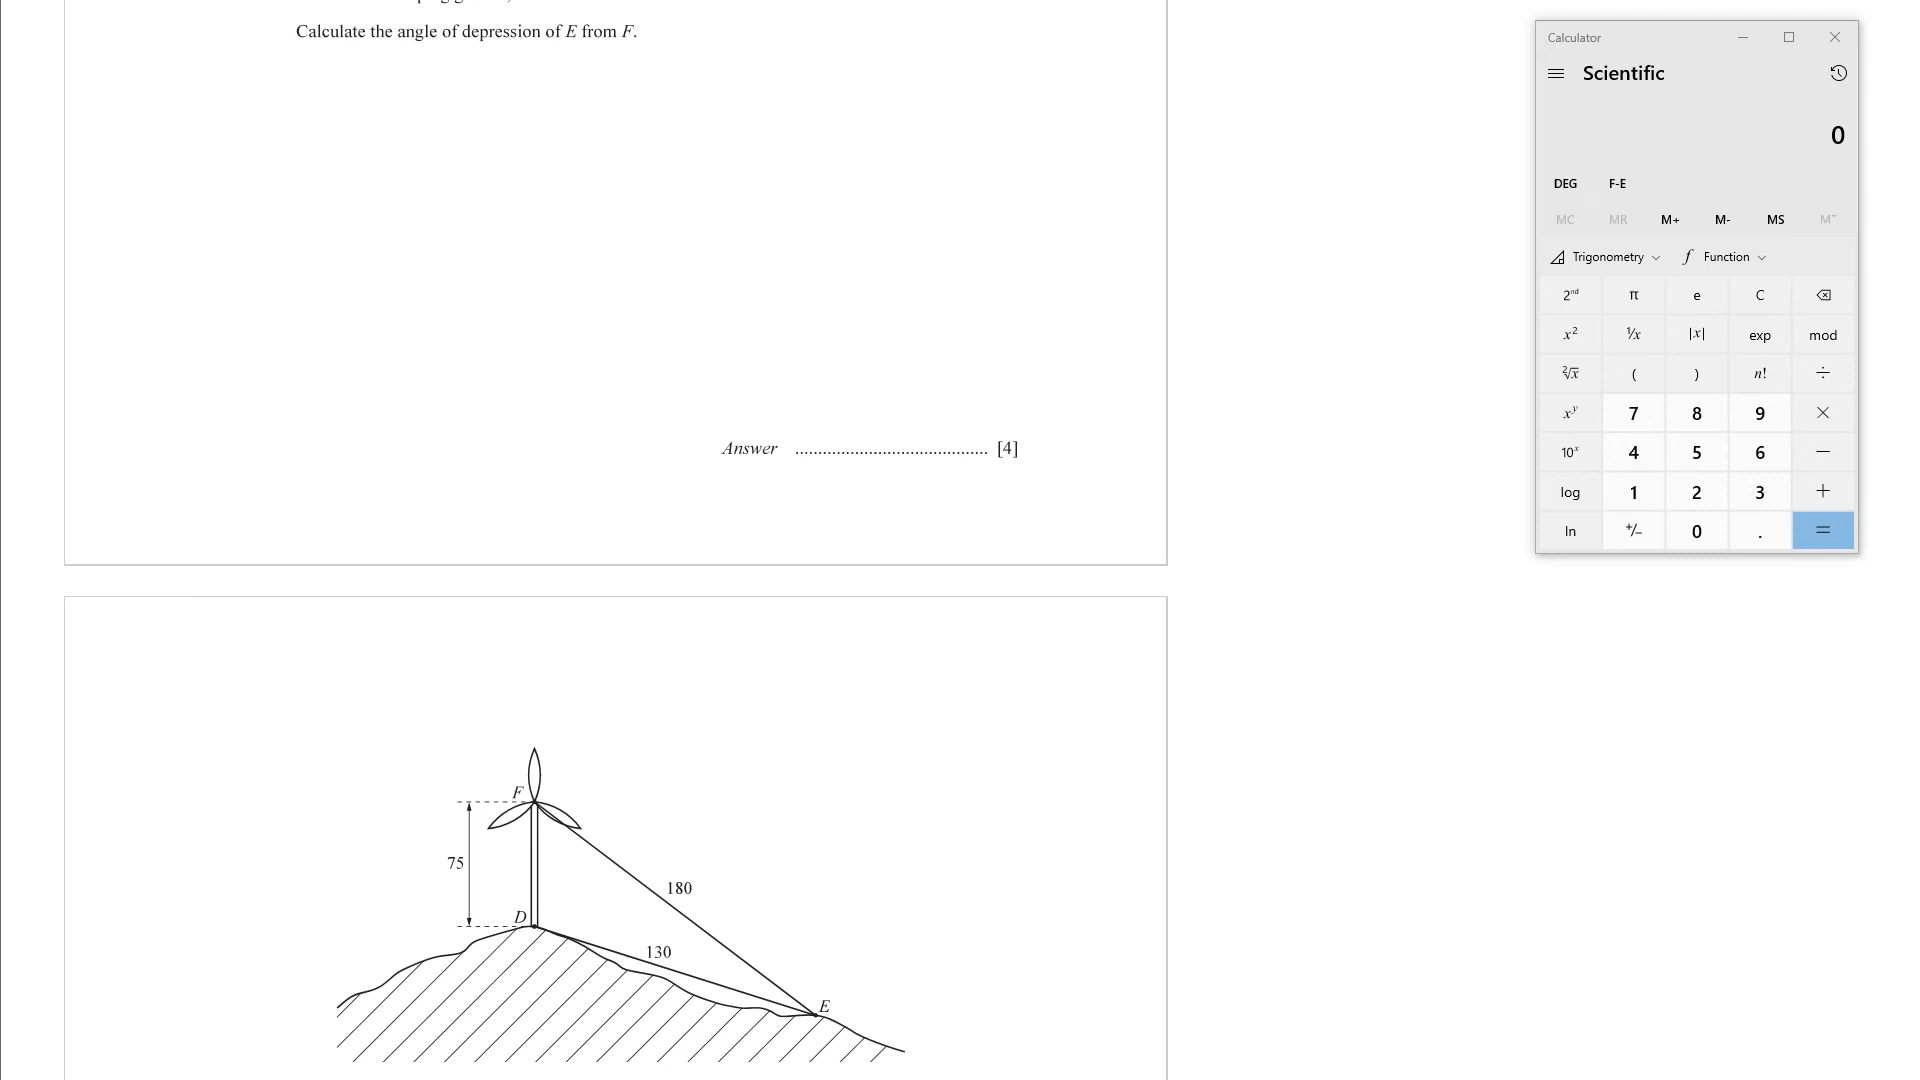 Calculate the angle of depression of E from F.
Answer .......................................... [4]
F
75
180
D
130
E
Calculator
Scientific
0
DEG F-E
MC MR M+ M- MS M˅
Trigonometry f Function
2ⁿᵈ π e C
x² ¹/x |x| exp mod
²√x ( ) n! ÷
xʸ 7 8 9 ×
10ˣ 4 5 6 −
log 1 2 3 +
ln +/− 0 . =